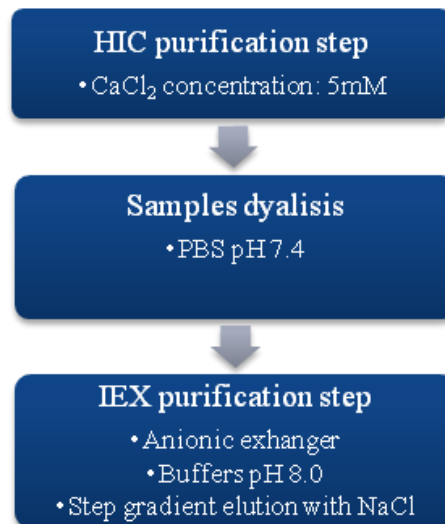 HIC purification step
• CaCl₂ concentration: 5mM
Samples dyalisis
• PBS pH 7.4
IEX purification step
• Anionic exhanger
• Buffers pH 8.0
• Step gradient elution with NaCl